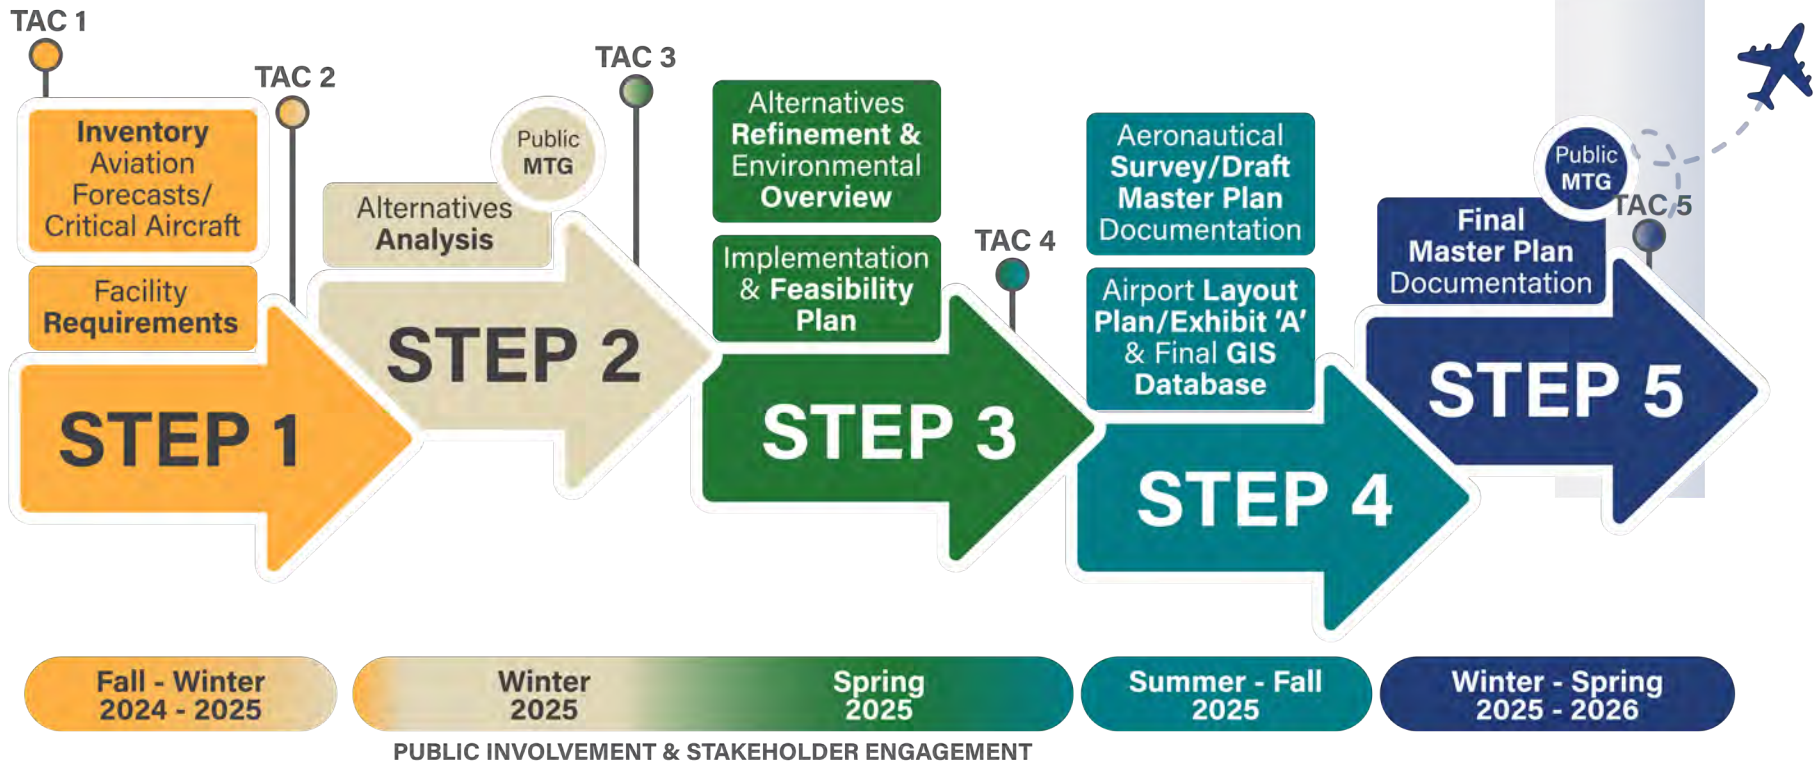 TAC 1
Inventory
Aviation
Forecasts/
Critical Aircraft
Facility
Requirements
STEP 1
TAC 2
Public
MTG
Alternatives
Analysis
STEP 2
TAC 3
Alternatives
Refinement &
Environmental
Overview
Implementation
& Feasibility
Plan
STEP 3
TAC 4
Aeronautical
Survey/Draft
Master Plan
Documentation
Airport Layout
Plan/Exhibit ‘A’
& Final GIS
Database
STEP 4
Public
MTG
TAC 5
Final
Master Plan
Documentation
STEP 5
Fall - Winter
2024 - 2025
Winter
2025
Spring
2025
Summer - Fall
2025
Winter - Spring
2025 - 2026
PUBLIC INVOLVEMENT & STAKEHOLDER ENGAGEMENT